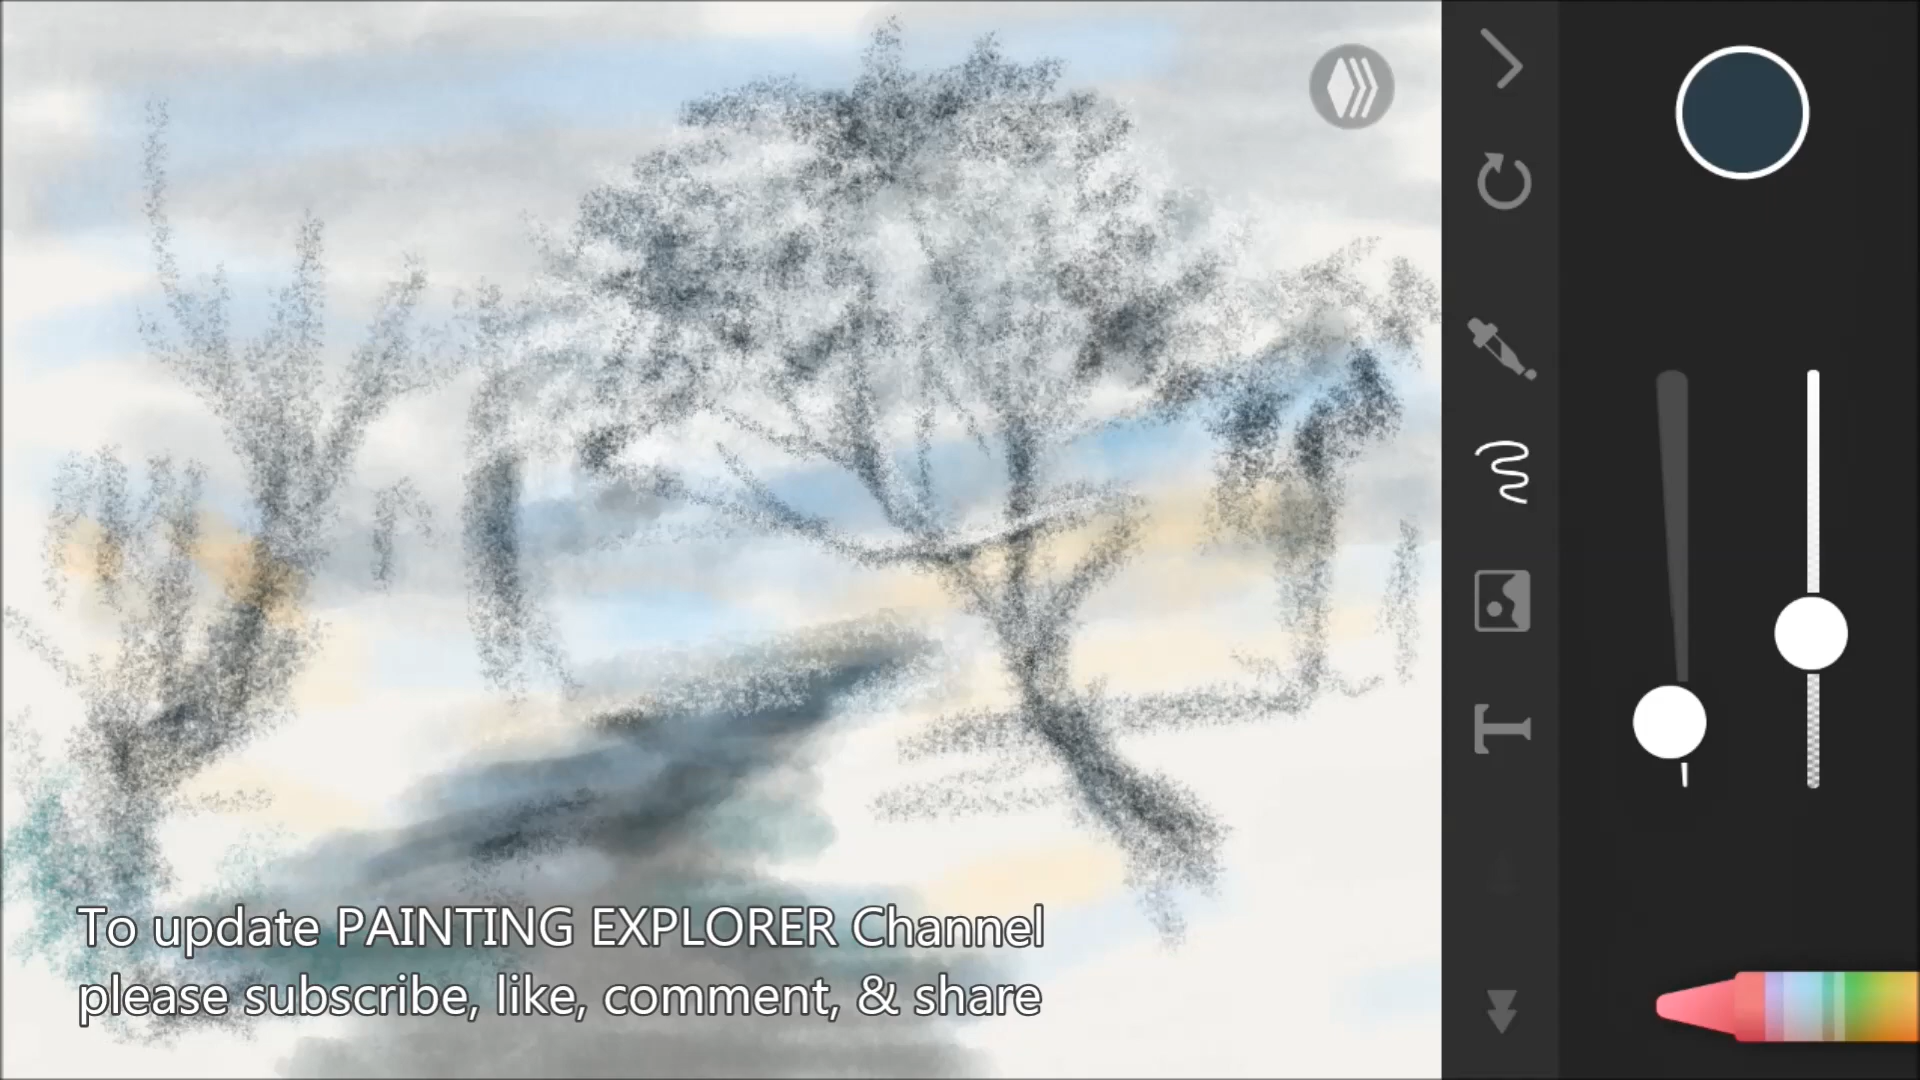 To update PAINTING EXPLORER Channel
please subscribe, like, comment, & share